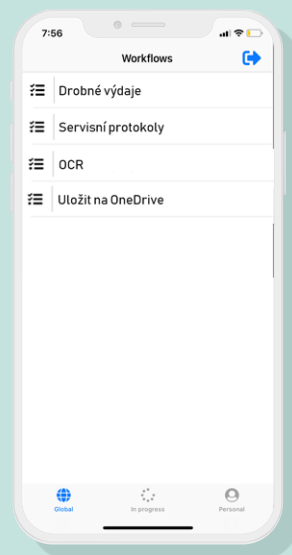 7:56
Workflows
Drobné výdaje
Servisní protokoly
OCR
Uložit na OneDrive
Global
In progress
Personal